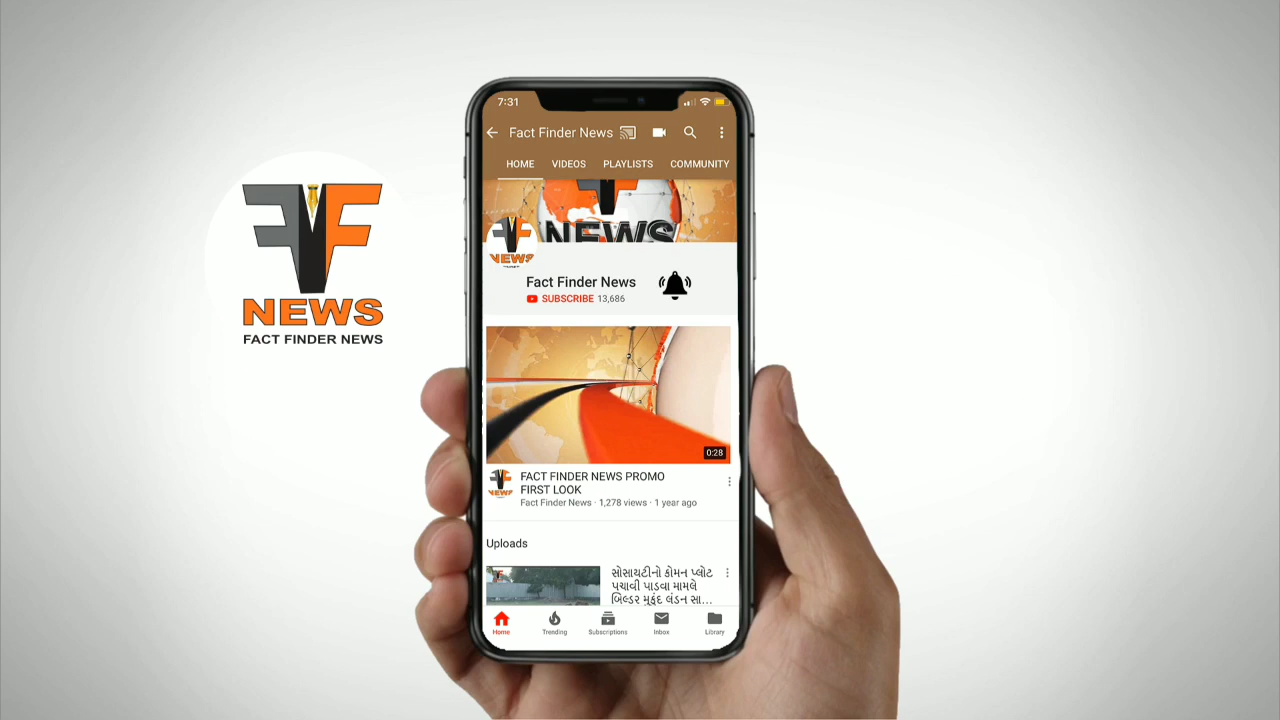 NEWS
FACT FINDER NEWS
7:31
Fact Finder News
HOME VIDEOS PLAYLISTS COMMUNITY
NEWS
NEWS
Fact Finder News
SUBSCRIBE 13,686
0:28
NEWS
FACT FINDER NEWS PROMO
FIRST LOOK
Fact Finder News · 1,278 views · 1 year ago
Uploads
સોસાયટીનો કોમન પ્લોટ
પચાવી પાડવા મામલે
બિલ્ડર મુકુંદ લંડન સા...
Home Trending Subscriptions Inbox Library